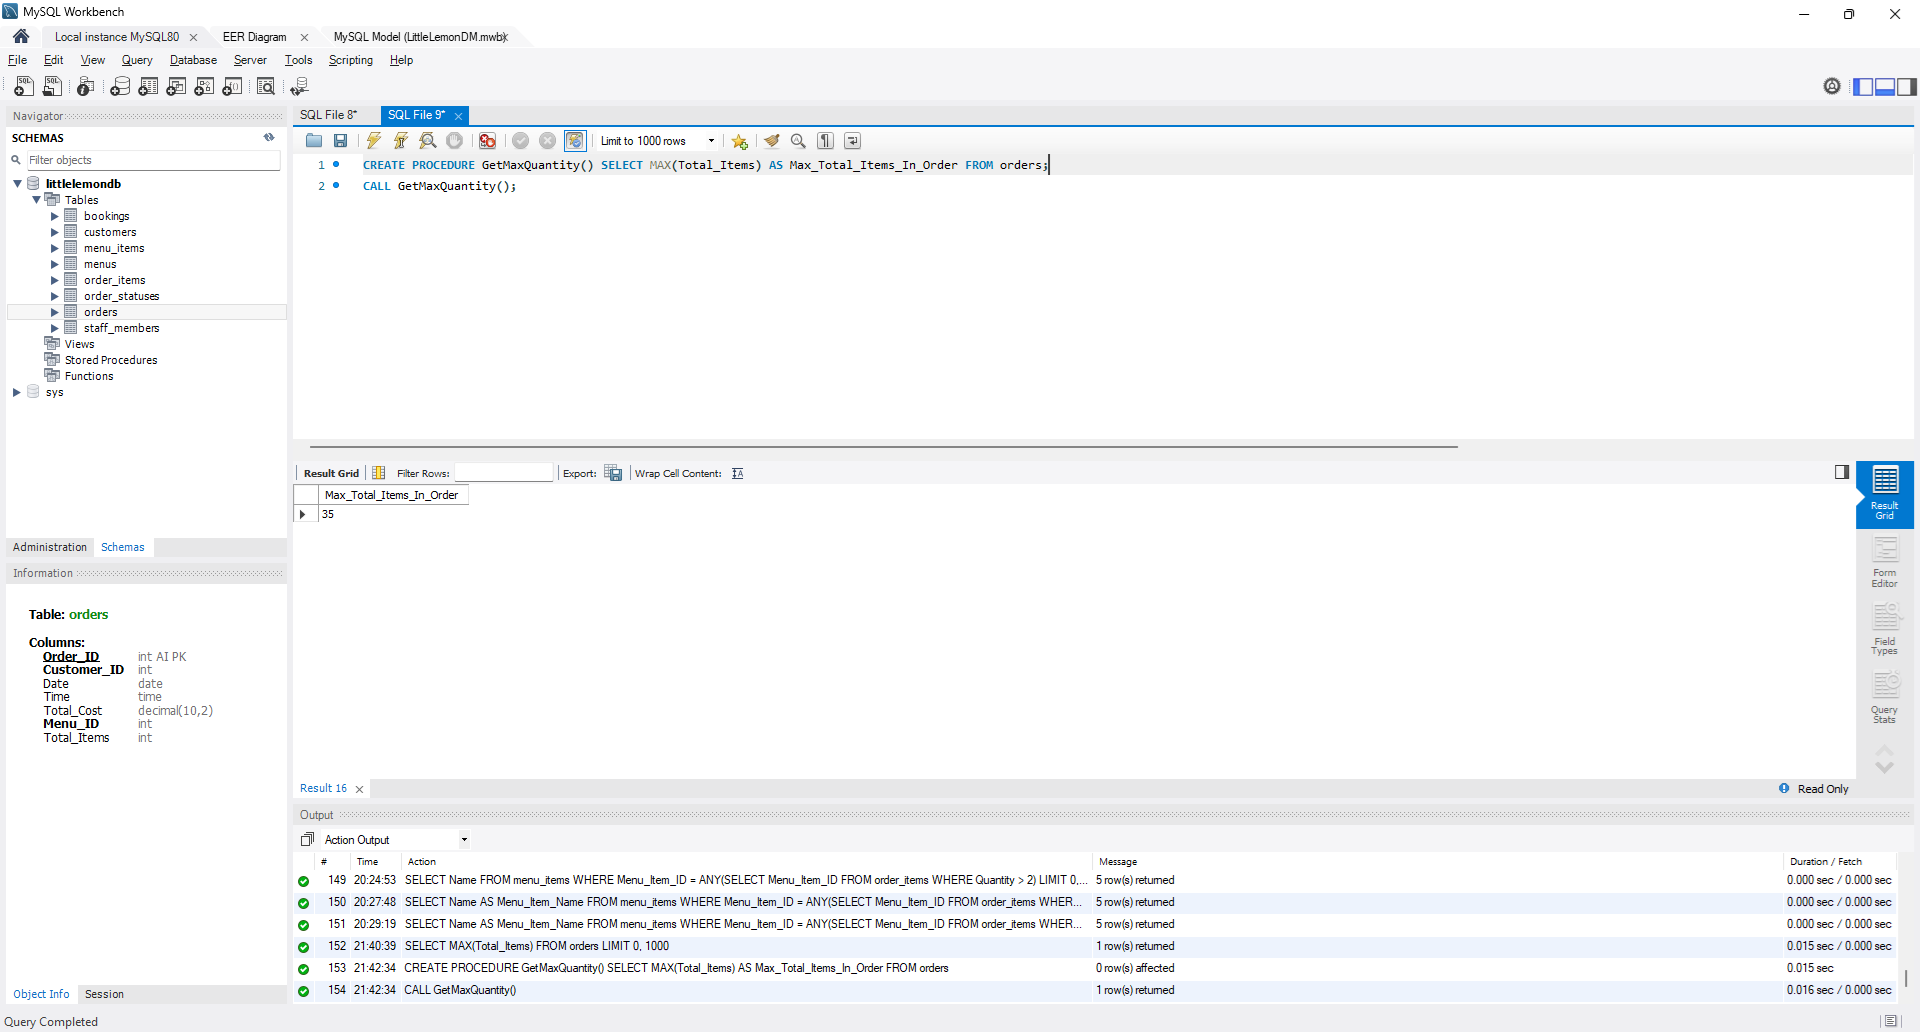 MySQL Workbench
Local instance MySQL80
EER Diagram
MySQL Model (LittleLemonDM.mwb)
File Edit View Query Database Server Tools Scripting Help
Navigator
SCHEMAS
Filter objects
littlelemondb
Tables
bookings
customers
menu_items
menus
order_items
order_statuses
orders
staff_members
Views
Stored Procedures
Functions
sys
Administration Schemas
Information
Table: orders
Columns:
Order_ID int AI PK
Customer_ID int
Date date
Time time
Total_Cost decimal(10,2)
Menu_ID int
Total_Items int
Object Info Session
SQL File 8* SQL File 9*
Limit to 1000 rows
1 CREATE PROCEDURE GetMaxQuantity() SELECT MAX(Total_Items) AS Max_Total_Items_In_Order FROM orders;
2 CALL GetMaxQuantity();
Result Grid Filter Rows: Export: Wrap Cell Content:
Max_Total_Items_In_Order
35
Result
Grid
Form
Editor
Field
Types
Query
Stats
Result 16
Read Only
Output
Action Output
# Time Action Message Duration / Fetch
149 20:24:53 SELECT Name FROM menu_items WHERE Menu_Item_ID = ANY(SELECT Menu_Item_ID FROM order_items WHERE Quantity > 2) LIMIT 0,... 5 row(s) returned 0.000 sec / 0.000 sec
150 20:27:48 SELECT Name AS Menu_Item_Name FROM menu_items WHERE Menu_Item_ID = ANY(SELECT Menu_Item_ID FROM order_items WHER... 5 row(s) returned 0.000 sec / 0.000 sec
151 20:29:19 SELECT Name AS Menu_Item_Name FROM menu_items WHERE Menu_Item_ID = ANY(SELECT Menu_Item_ID FROM order_items WHER... 5 row(s) returned 0.000 sec / 0.000 sec
152 21:40:39 SELECT MAX(Total_Items) FROM orders LIMIT 0, 1000 1 row(s) returned 0.015 sec / 0.000 sec
153 21:42:34 CREATE PROCEDURE GetMaxQuantity() SELECT MAX(Total_Items) AS Max_Total_Items_In_Order FROM orders 0 row(s) affected 0.015 sec
154 21:42:34 CALL GetMaxQuantity() 1 row(s) returned 0.016 sec / 0.000 sec
Query Completed